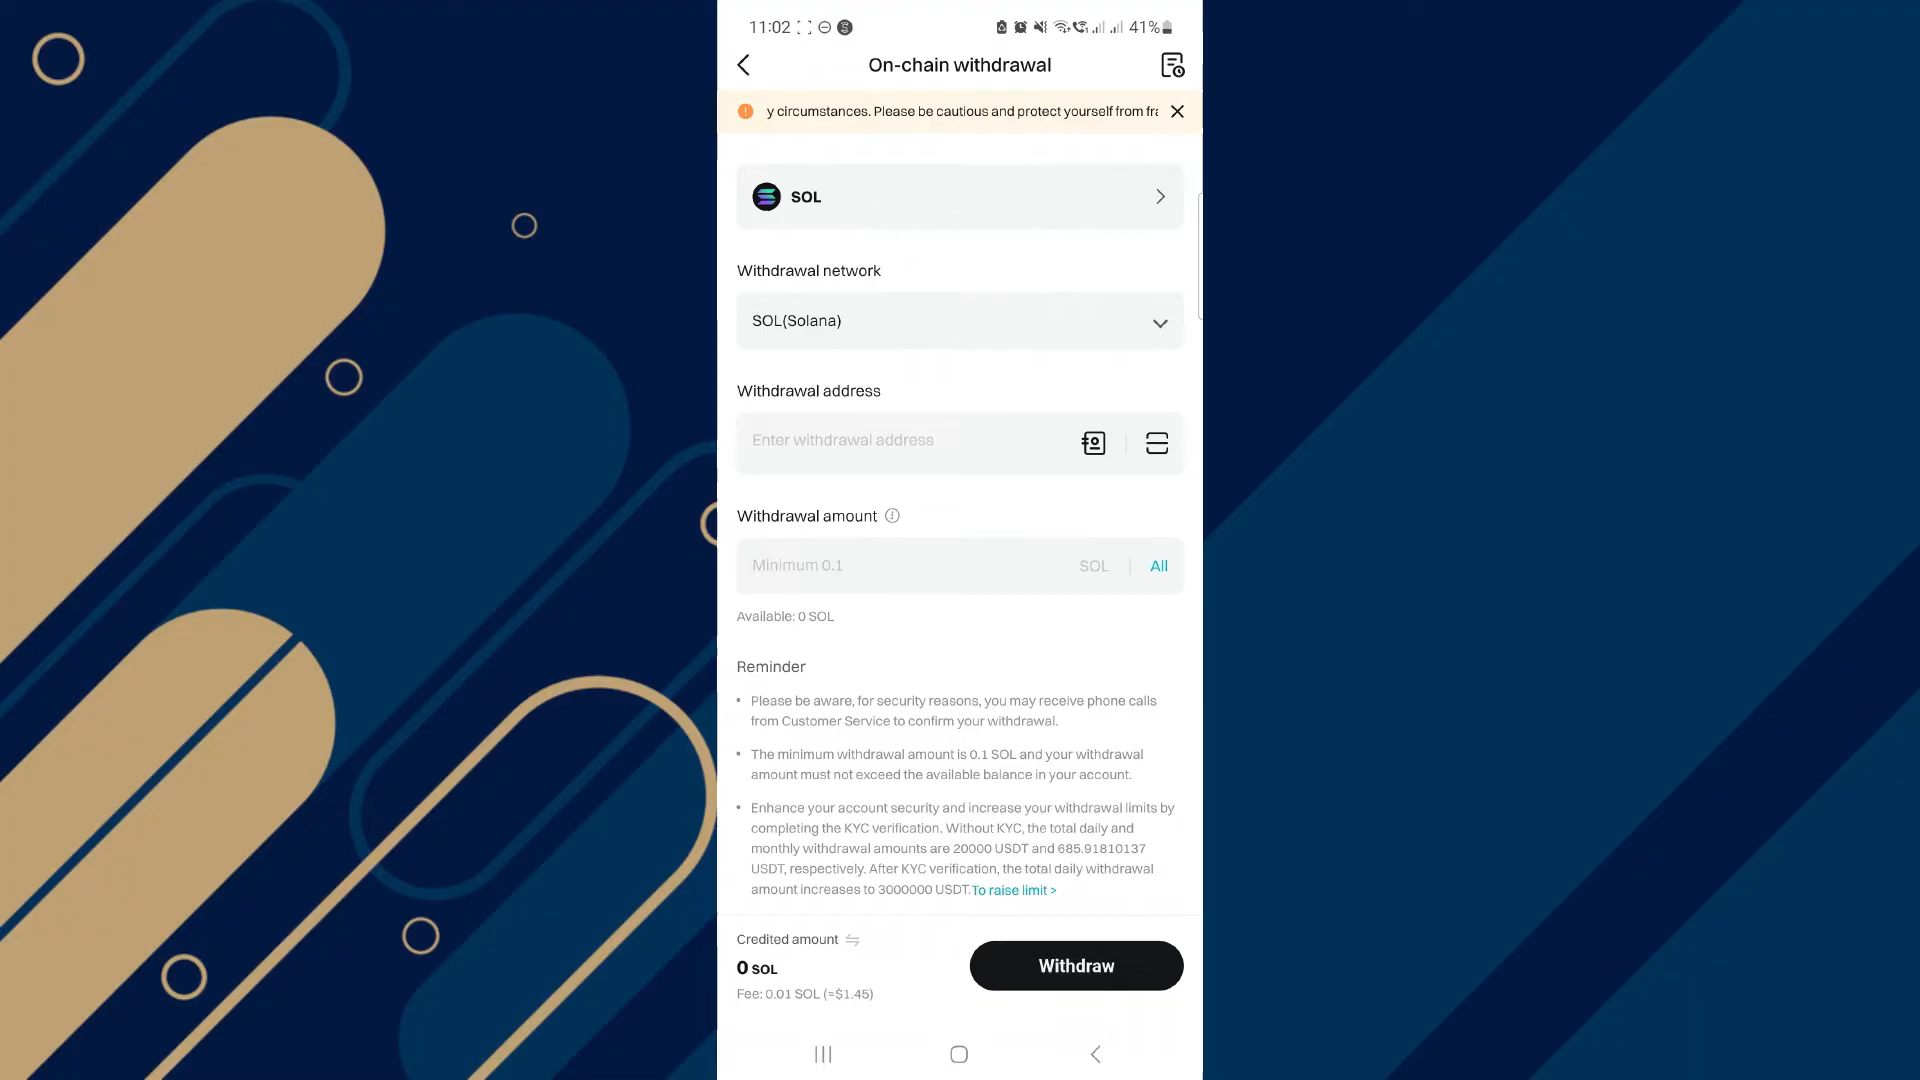 11:02
41%
On-chain withdrawal
y circumstances. Please be cautious and protect yourself from fra
SOL
Withdrawal network
SOL(Solana)
Withdrawal address
Enter withdrawal address
Withdrawal amount
Minimum 0.1 SOL All
Available: 0 SOL
Reminder
• Please be aware, for security reasons, you may receive phone calls
from Customer Service to confirm your withdrawal.
• The minimum withdrawal amount is 0.1 SOL and your withdrawal
amount must not exceed the available balance in your account.
• Enhance your account security and increase your withdrawal limits by
completing the KYC verification. Without KYC, the total daily and
monthly withdrawal amounts are 20000 USDT and 685.91810137
USDT, respectively. After KYC verification, the total daily withdrawal
amount increases to 3000000 USDT.To raise limit >
Credited amount
0 SOL
Fee: 0.01 SOL (≈$1.45)
Withdraw